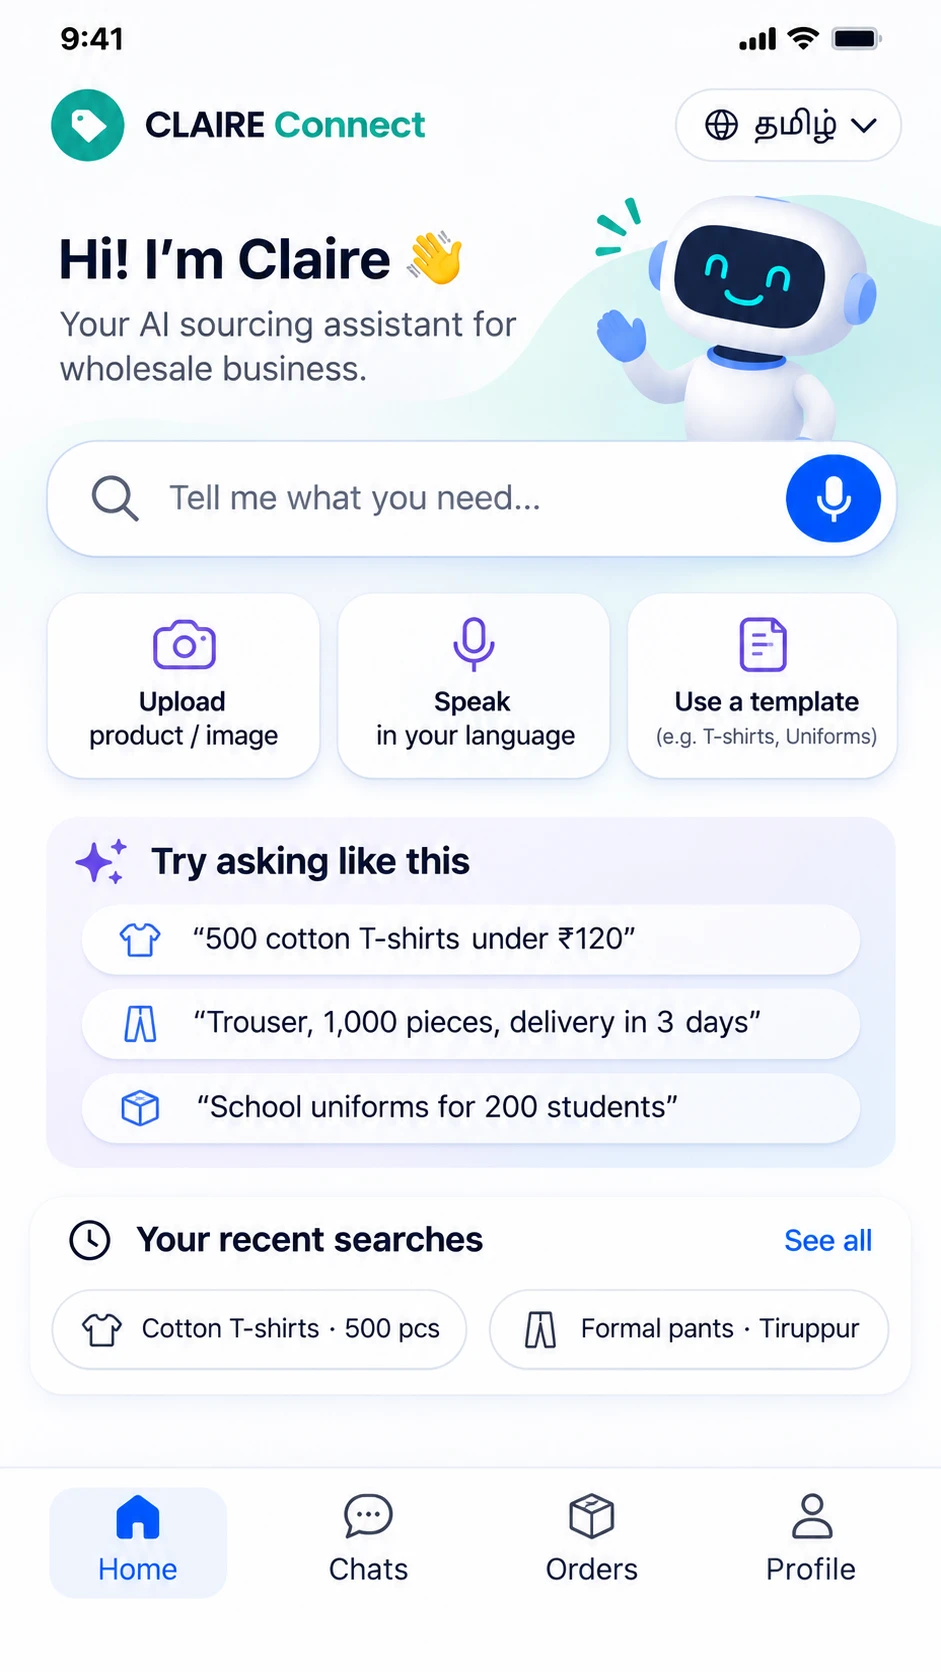 9:41
CLAIRE Connect
தமிழ்
Hi! I’m Claire 👋
Your AI sourcing assistant for
wholesale business.
Tell me what you need...
Upload
product / image
Speak
in your language
Use a template
(e.g. T-shirts, Uniforms)
Try asking like this
“500 cotton T-shirts under ₹120”
“Trouser, 1,000 pieces, delivery in 3 days”
“School uniforms for 200 students”
Your recent searches
See all
Cotton T-shirts · 500 pcs
Formal pants · Tiruppur
Home
Chats
Orders
Profile